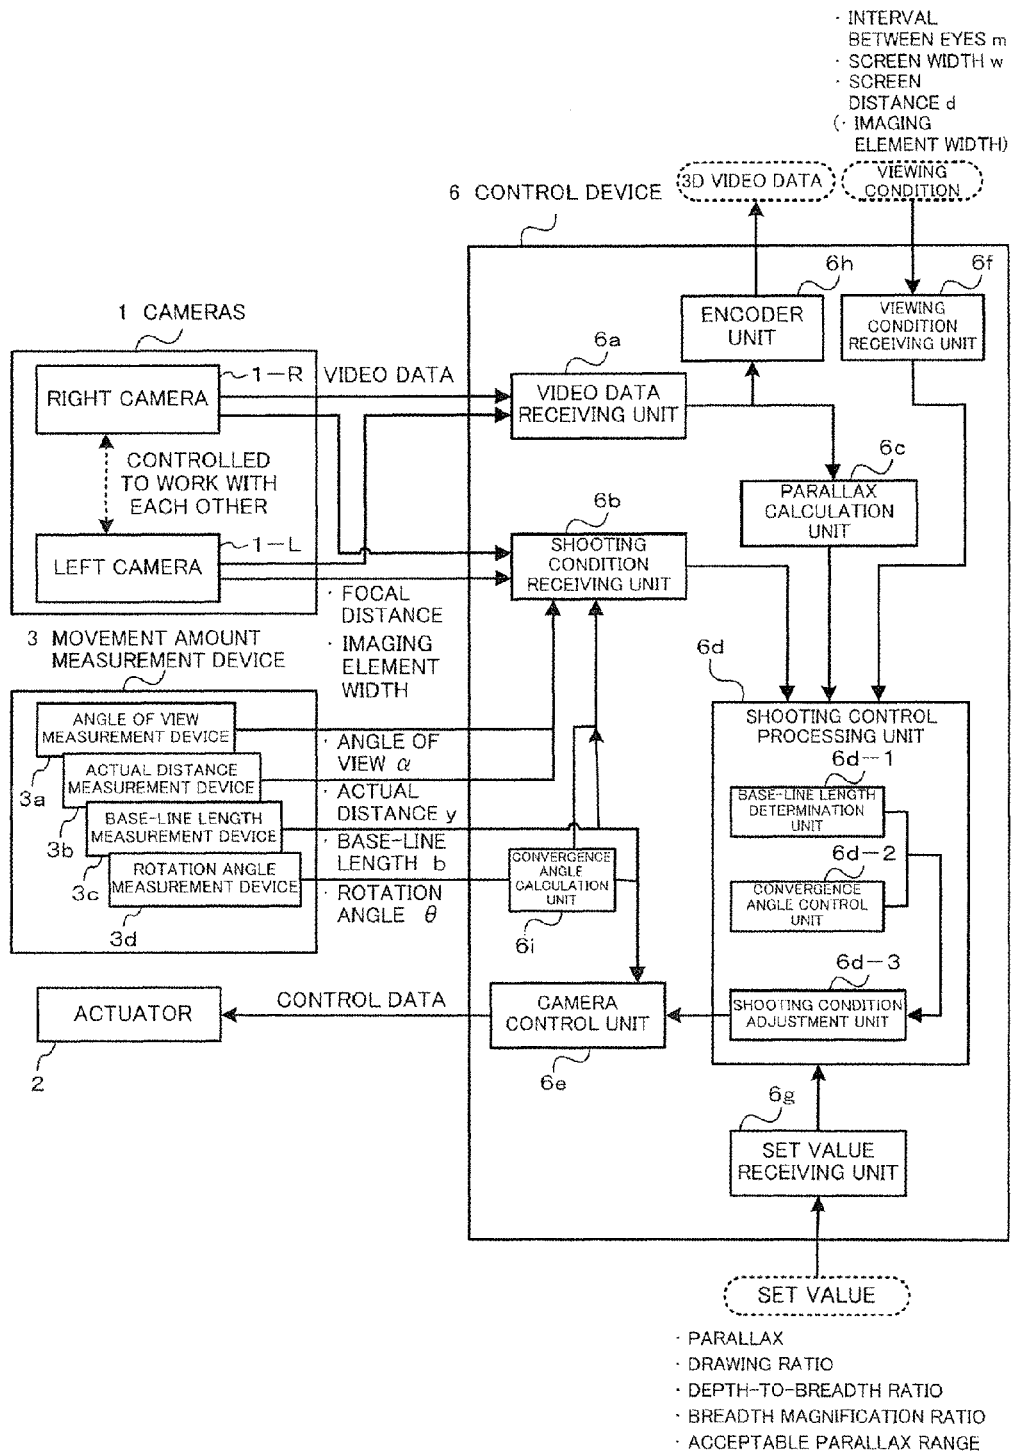 · INTERVAL
BETWEEN EYES m
· SCREEN WIDTH w
· SCREEN
DISTANCE d
(· IMAGING
ELEMENT WIDTH)
6 CONTROL DEVICE
3D VIDEO DATA
VIEWING
CONDITION
6h
6f
ENCODER
UNIT
VIEWING
CONDITION
RECEIVING UNIT
1 CAMERAS
1-R
RIGHT CAMERA
VIDEO DATA
6a
VIDEO DATA
RECEIVING UNIT
CONTROLLED
TO WORK WITH
EACH OTHER
6c
PARALLAX
CALCULATION
UNIT
1-L
LEFT CAMERA
6b
SHOOTING
CONDITION
RECEIVING UNIT
· FOCAL
DISTANCE
· IMAGING
ELEMENT
WIDTH
3 MOVEMENT AMOUNT
MEASUREMENT DEVICE
6d
SHOOTING CONTROL
PROCESSING UNIT
ANGLE OF VIEW
MEASUREMENT DEVICE
3a
ACTUAL DISTANCE
MEASUREMENT DEVICE
3b
BASE-LINE LENGTH
MEASUREMENT DEVICE
3c
ROTATION ANGLE
MEASUREMENT DEVICE
3d
· ANGLE OF
VIEW α
· ACTUAL
DISTANCE y
· BASE-LINE
LENGTH b
· ROTATION
ANGLE θ
CONVERGENCE
ANGLE
CALCULATION
UNIT
6i
6d-1
BASE-LINE LENGTH
DETERMINATION
UNIT
6d-2
CONVERGENCE
ANGLE CONTROL
UNIT
6d-3
SHOOTING CONDITION
ADJUSTMENT UNIT
ACTUATOR
2
CONTROL DATA
CAMERA
CONTROL UNIT
6e
6g
SET VALUE
RECEIVING UNIT
SET VALUE
· PARALLAX
· DRAWING RATIO
· DEPTH-TO-BREADTH RATIO
· BREADTH MAGNIFICATION RATIO
· ACCEPTABLE PARALLAX RANGE